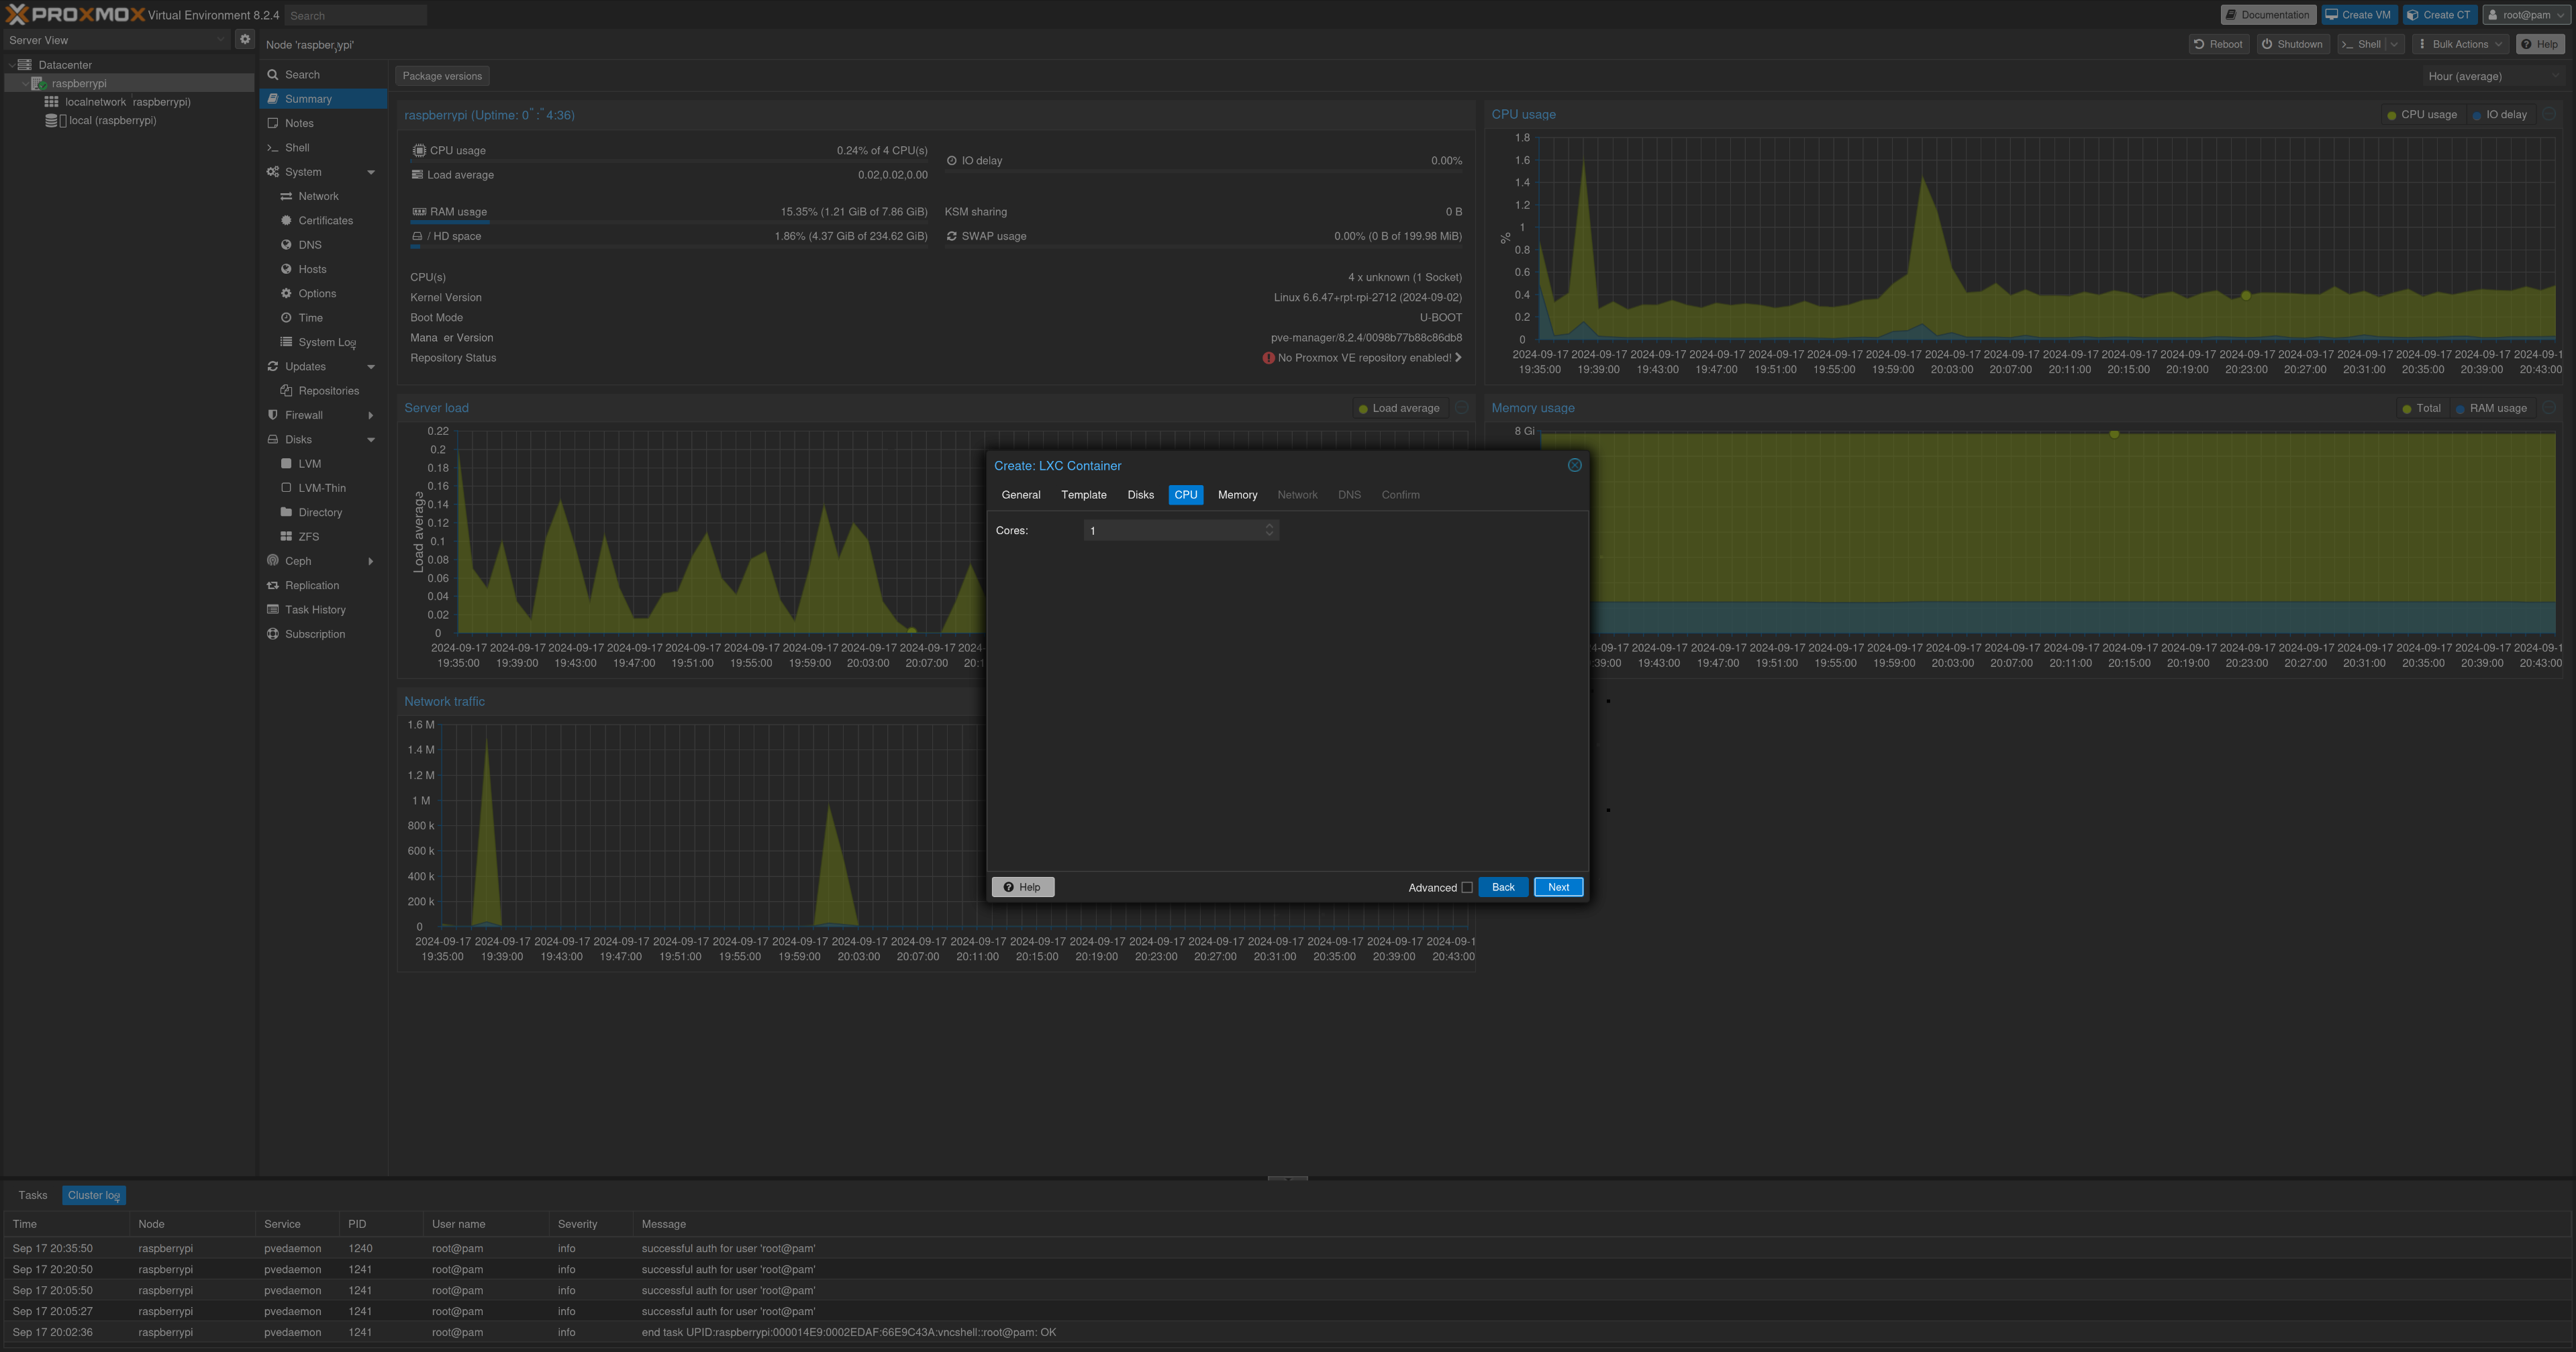 PROXMOX Virtual Environment 8.2.4 Search
Documentation Create VM Create CT root@pam
Server View
Datacenter
raspberrypi
localnetwork raspberrypi)
local (raspberrypi)
Node 'raspber,ypi'
Reboot Shutdown Shell Bulk Actions Help
Search
Summary
Notes
Shell
System
Network
Certificates
DNS
Hosts
Options
Time
System Log
Updates
Repositories
Firewall
Disks
LVM
LVM-Thin
Directory
ZFS
Ceph
Replication
Task History
Subscription
Package versions
Hour (average)
raspberrypi (Uptime: 4:36)
CPU usage 0.24% of 4 CPU(s)
IO delay 0.00%
Load average 0.02,0.02,0.00
RAM usage 15.35% (1.21 GiB of 7.86 GiB)
KSM sharing 0 B
/ HD space 1.86% (4.37 GiB of 234.62 GiB)
SWAP usage 0.00% (0 B of 199.98 MiB)
CPU(s) 4 x unknown (1 Socket)
Kernel Version Linux 6.6.47+rpt-rpi-2712 (2024-09-02)
Boot Mode U-BOOT
Mana er Version pve-manager/8.2.4/0098b77b88c86db8
Repository Status No Proxmox VE repository enabled!
CPU usage
CPU usage IO delay
1.8
1.6
1.4
1.2
1
0.8
0.6
0.4
0.2
0
%
2024-09-17 2024-09-17 2024-09-17 2024-09-17 2024-09-17 2024-09-17 2024-09-17 2024-09-17 2024-09-17 2024-09-17 2024-09-17 2024-09-17 2024-09-17 2024-09-17 2024-09-17 2024-09-17 2024-09-17 2024-09-1
19:35:00 19:39:00 19:43:00 19:47:00 19:51:00 19:55:00 19:59:00 20:03:00 20:07:00 20:11:00 20:15:00 20:19:00 20:23:00 20:27:00 20:31:00 20:35:00 20:39:00 20:43:00
Server load
Load average
0.22
0.2
0.18
0.16
0.14
0.12
0.1
0.08
0.06
0.04
0.02
0
Load average
2024-09-17 2024-09-17 2024-09-17 2024-09-17 2024-09-17 2024-09-17 2024-09-17 2024-09-17 2024-09-17 2024-
19:35:00 19:39:00 19:43:00 19:47:00 19:51:00 19:55:00 19:59:00 20:03:00 20:07:00 20:1
Memory usage
Total RAM usage
8 Gi
4-09-17 2024-09-17 2024-09-17 2024-09-17 2024-09-17 2024-09-17 2024-09-17 2024-09-17 2024-09-17 2024-09-17 2024-09-17 2024-09-17 2024-09-17 2024-09-17 2024-09-17 2024-09-17 2024-09-1
:39:00 19:43:00 19:47:00 19:51:00 19:55:00 19:59:00 20:03:00 20:07:00 20:11:00 20:15:00 20:19:00 20:23:00 20:27:00 20:31:00 20:35:00 20:39:00 20:43:00
Network traffic
1.6 M
1.4 M
1.2 M
1 M
800 k
600 k
400 k
200 k
0
2024-09-17 2024-09-17 2024-09-17 2024-09-17 2024-09-17 2024-09-17 2024-09-17 2024-09-17 2024-09-17 2024-09-17 2024-09-17 2024-09-17 2024-09-17 2024-09-17 2024-09-17 2024-09-17 2024-09-17 2024-09-1
19:35:00 19:39:00 19:43:00 19:47:00 19:51:00 19:55:00 19:59:00 20:03:00 20:07:00 20:11:00 20:15:00 20:19:00 20:23:00 20:27:00 20:31:00 20:35:00 20:39:00 20:43:00
Create: LXC Container
General Template Disks CPU Memory Network DNS Confirm
Cores: 1
Help Advanced Back Next
Tasks Cluster log
Time Node Service PID User name Severity Message
Sep 17 20:35:50 raspberrypi pvedaemon 1240 root@pam info successful auth for user 'root@pam'
Sep 17 20:20:50 raspberrypi pvedaemon 1241 root@pam info successful auth for user 'root@pam'
Sep 17 20:05:50 raspberrypi pvedaemon 1241 root@pam info successful auth for user 'root@pam'
Sep 17 20:05:27 raspberrypi pvedaemon 1241 root@pam info successful auth for user 'root@pam'
Sep 17 20:02:36 raspberrypi pvedaemon 1241 root@pam info end task UPID:raspberrypi:000014E9:0002EDAF:66E9C43A:vncshell::root@pam: OK